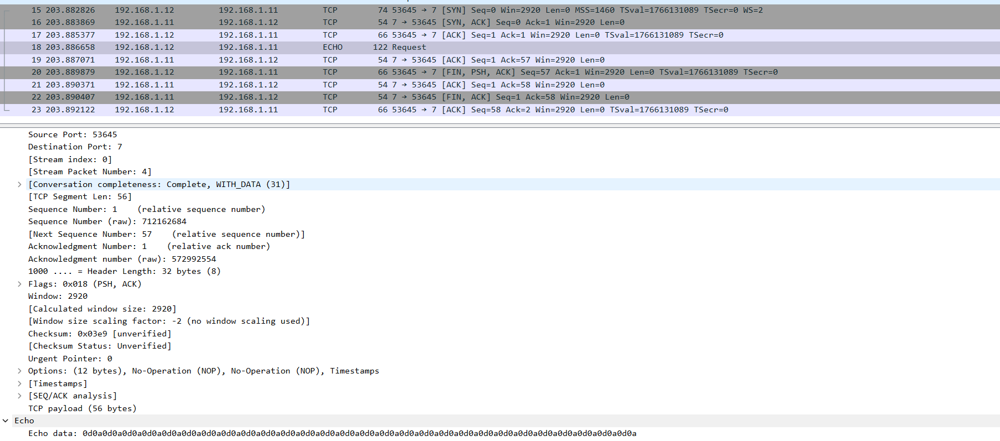 15 203.882826 192.168.1.12 192.168.1.11 TCP 74 53645 → 7 [SYN] Seq=0 Win=2920 Len=0 MSS=1460 TSval=1766131089 TSecr=0 WS=2
16 203.883869 192.168.1.11 192.168.1.12 TCP 54 7 → 53645 [SYN, ACK] Seq=0 Ack=1 Win=2920 Len=0
17 203.885377 192.168.1.12 192.168.1.11 TCP 66 53645 → 7 [ACK] Seq=1 Ack=1 Win=2920 Len=0 TSval=1766131089 TSecr=0
18 203.886658 192.168.1.12 192.168.1.11 ECHO 122 Request
19 203.887071 192.168.1.11 192.168.1.12 TCP 54 7 → 53645 [ACK] Seq=1 Ack=57 Win=2920 Len=0
20 203.889879 192.168.1.12 192.168.1.11 TCP 66 53645 → 7 [FIN, PSH, ACK] Seq=57 Ack=1 Win=2920 Len=0 TSval=1766131089 TSecr=0
21 203.890371 192.168.1.11 192.168.1.12 TCP 54 7 → 53645 [ACK] Seq=1 Ack=58 Win=2920 Len=0
22 203.890407 192.168.1.11 192.168.1.12 TCP 54 7 → 53645 [FIN, ACK] Seq=1 Ack=58 Win=2920 Len=0
23 203.892122 192.168.1.12 192.168.1.11 TCP 66 53645 → 7 [ACK] Seq=58 Ack=2 Win=2920 Len=0 TSval=1766131089 TSecr=0
Source Port: 53645
Destination Port: 7
[Stream index: 0]
[Stream Packet Number: 4]
[Conversation completeness: Complete, WITH_DATA (31)]
[TCP Segment Len: 56]
Sequence Number: 1 (relative sequence number)
Sequence Number (raw): 712162684
[Next Sequence Number: 57 (relative sequence number)]
Acknowledgment Number: 1 (relative ack number)
Acknowledgment number (raw): 572992554
1000 .... = Header Length: 32 bytes (8)
Flags: 0x018 (PSH, ACK)
Window: 2920
[Calculated window size: 2920]
[Window size scaling factor: -2 (no window scaling used)]
Checksum: 0x03e9 [unverified]
[Checksum Status: Unverified]
Urgent Pointer: 0
Options: (12 bytes), No-Operation (NOP), No-Operation (NOP), Timestamps
[Timestamps]
[SEQ/ACK analysis]
TCP payload (56 bytes)
Echo
Echo data: 0d0a0d0a0d0a0d0a0d0a0d0a0d0a0d0a0d0a0d0a0d0a0d0a0d0a0d0a0d0a0d0a0d0a0d0a0d0a0d0a0d0a0d0a0d0a0d0a0d0a0d0a0d0a0d0a